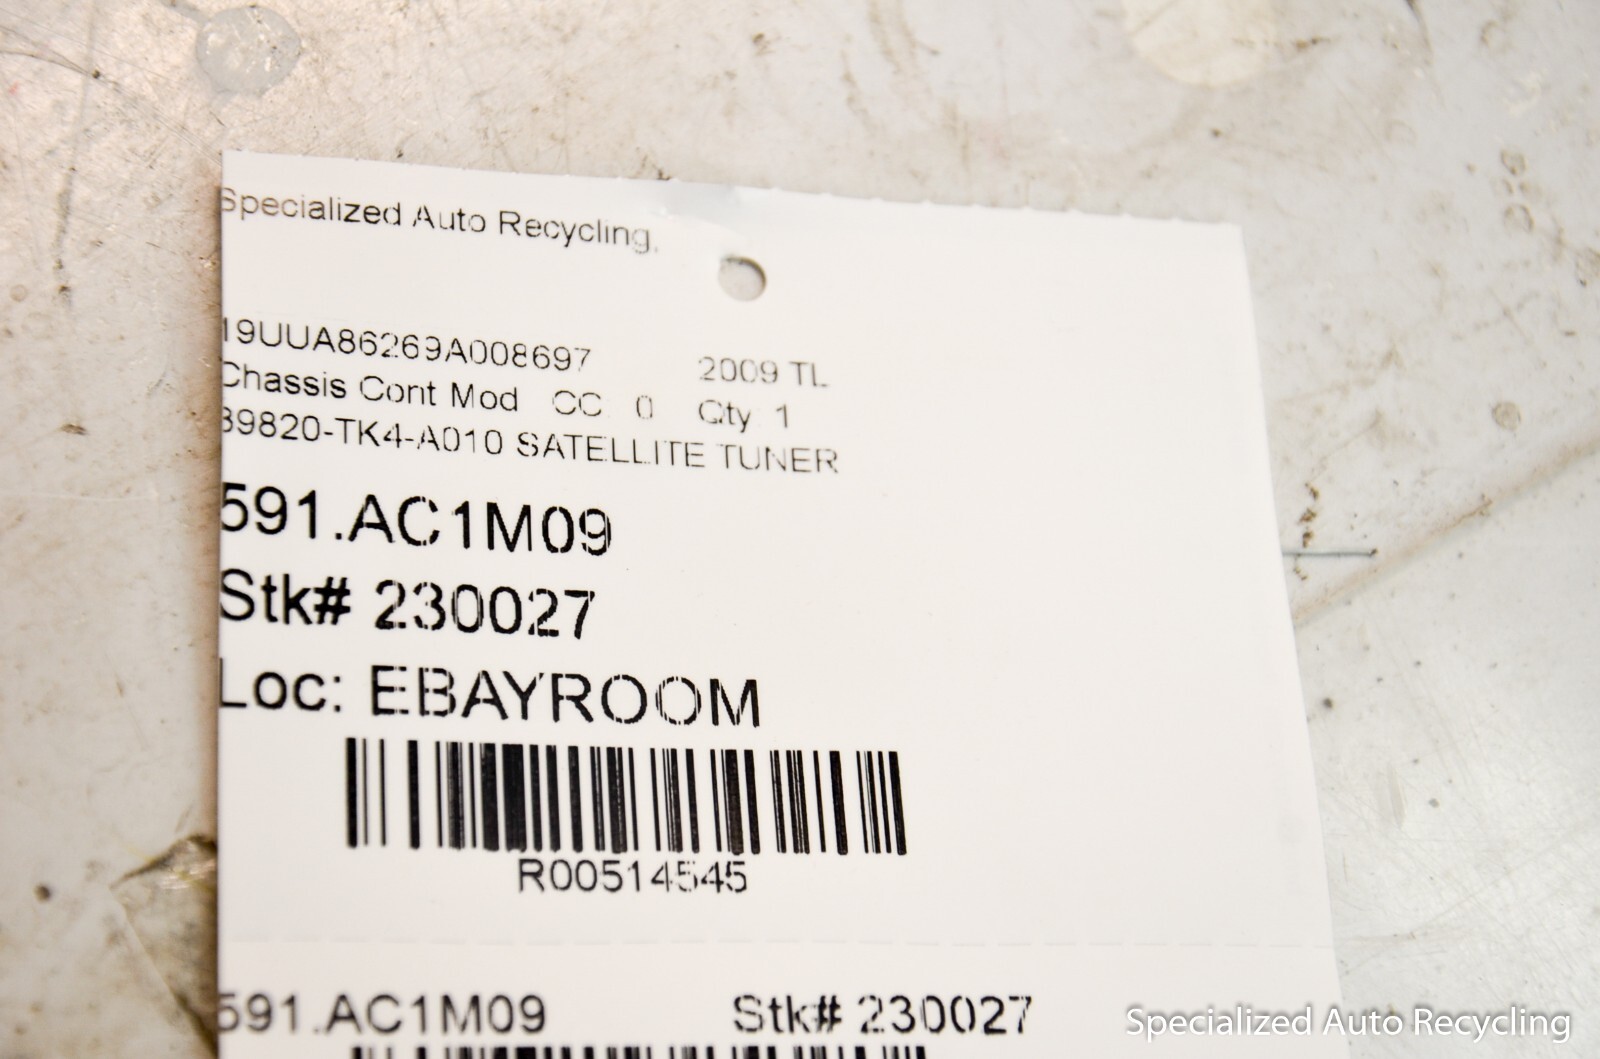 Specialized Auto Recycling,
19UUA86269A008697 2009 TL
Chassis Cont Mod CC 0 Qty 1
39820-TK4-A010 SATELLITE TUNER
591.AC1M09
Stk# 230027
Loc: EBAYROOM
R00514545
591.AC1M09 Stk# 230027
Specialized Auto Recycling